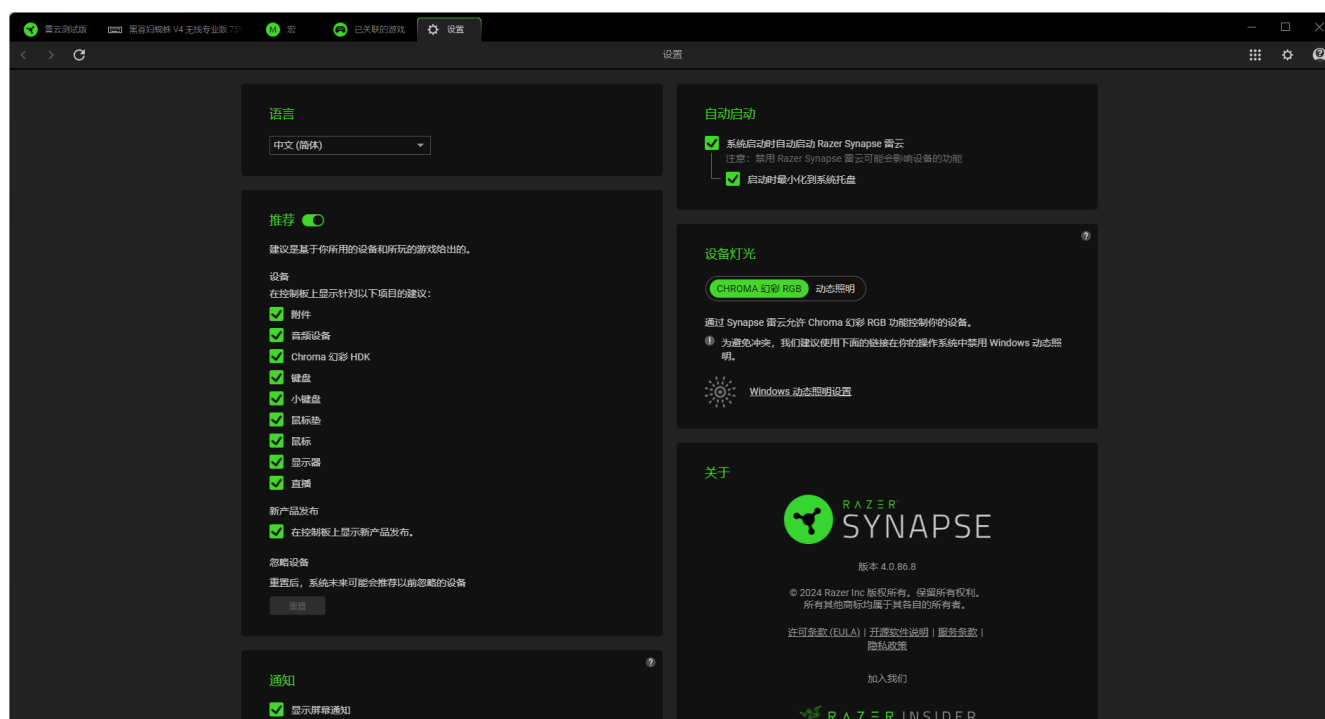 雷云测试版 黑寡妇蜘蛛 V4 无线专业版 75 M 宏 已关联的游戏 设置
设置
语言
中文 (简体)
推荐
建议是基于你所用的设备和所玩的游戏给出的。
设备
在控制板上显示针对以下项目的建议：
附件
音频设备
Chroma 幻彩 HDK
键盘
小键盘
鼠标垫
鼠标
显示器
直播
新产品发布
在控制板上显示新产品发布。
忽略设备
重置后，系统未来可能会推荐以前忽略的设备
重置
通知
显示屏幕通知
自动启动
系统启动时自动启动 Razer Synapse 雷云
注意：禁用 Razer Synapse 雷云可能会影响设备的功能
启动时最小化到系统托盘
设备灯光
CHROMA 幻彩 RGB 动态照明
通过 Synapse 雷云允许 Chroma 幻彩 RGB 功能控制你的设备。
为避免冲突，我们建议使用下面的链接在你的操作系统中禁用 Windows 动态照
明。
Windows 动态照明设置
关于
RAZER
SYNAPSE
版本 4.0.86.8
© 2024 Razer Inc 版权所有。保留所有权利。
所有其他商标均属于其各自的所有者。
许可条款 (EULA) | 开源软件说明 | 服务条款 |
隐私政策
加入我们
RAZER INSIDER